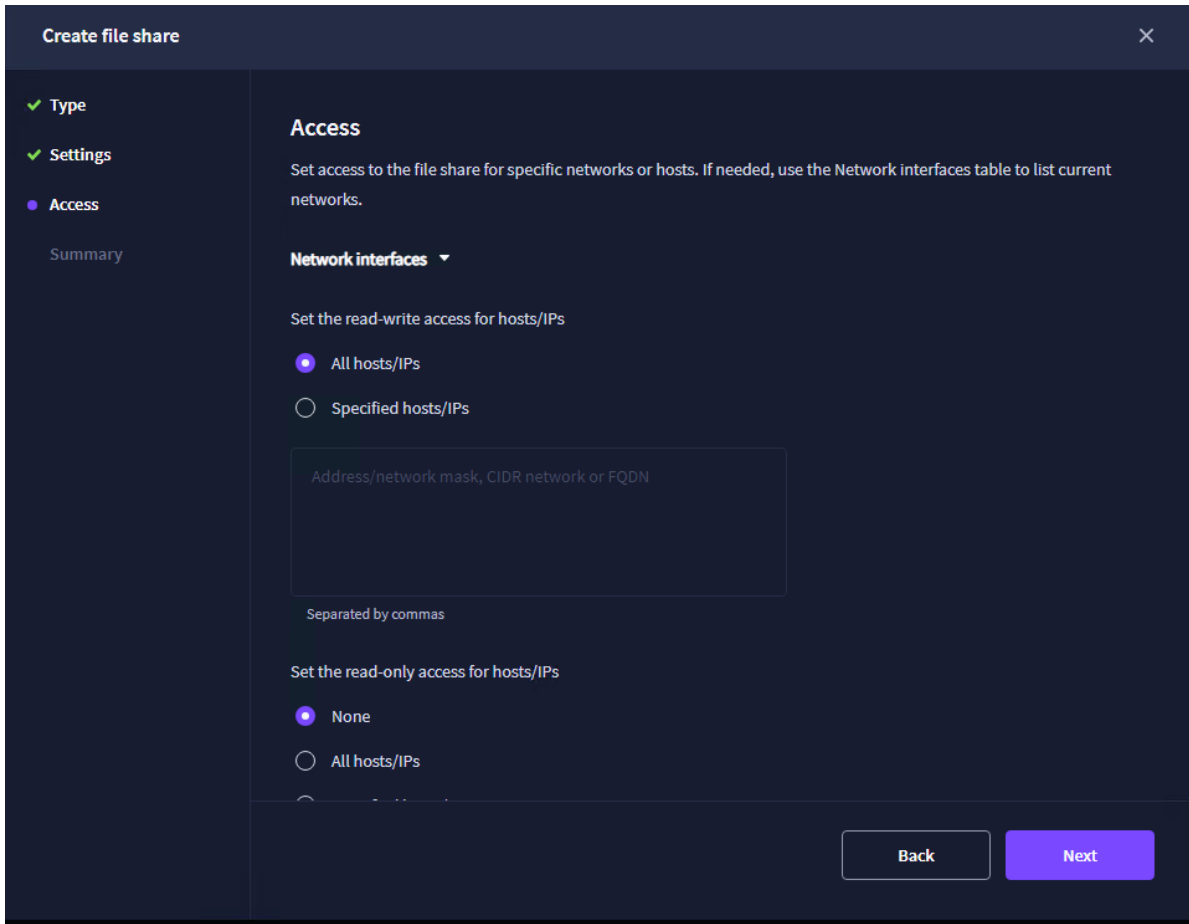 Create file share
Type
Settings
Access
Summary
Access
Set access to the file share for specific networks or hosts. If needed, use the Network interfaces table to list current
networks.
Network interfaces
Set the read-write access for hosts/IPs
All hosts/IPs
Specified hosts/IPs
Address/network mask, CIDR network or FQDN
Separated by commas
Set the read-only access for hosts/IPs
None
All hosts/IPs
Back
Next